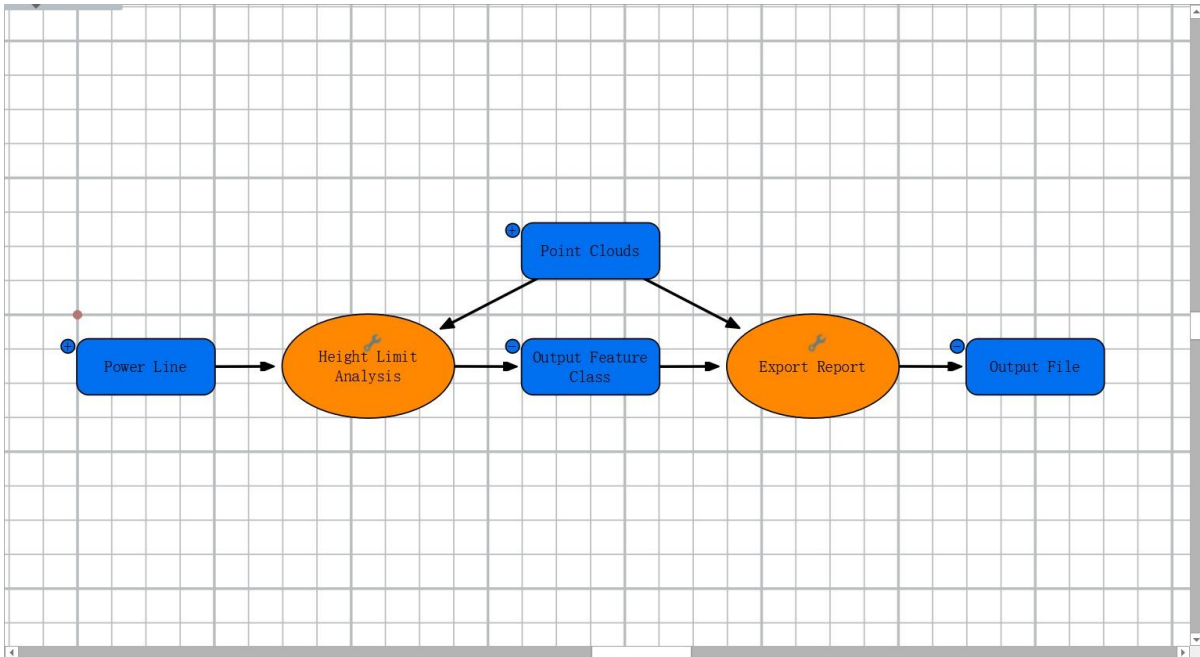 Point Clouds
Power Line
Height Limit
Analysis
Output Feature
Class
Export Report
Output File